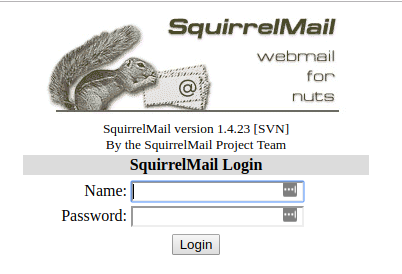 SquirrelMail
webmail
for
nuts
@
SquirrelMail version 1.4.23 [SVN]
By the SquirrelMail Project Team
SquirrelMail Login
Name:
Password:
Login